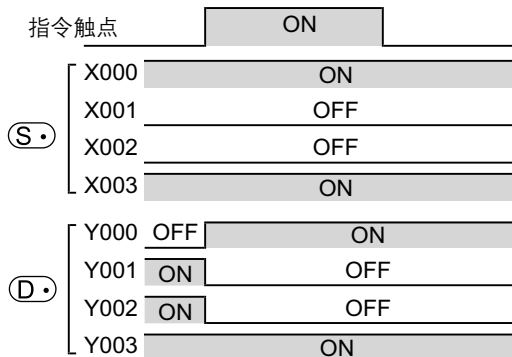 指令触点 ON
X000 ON
X001 OFF
S· X002 OFF
X003 ON
Y000 OFF ON
Y001 ON OFF
D· Y002 ON OFF
Y003 ON